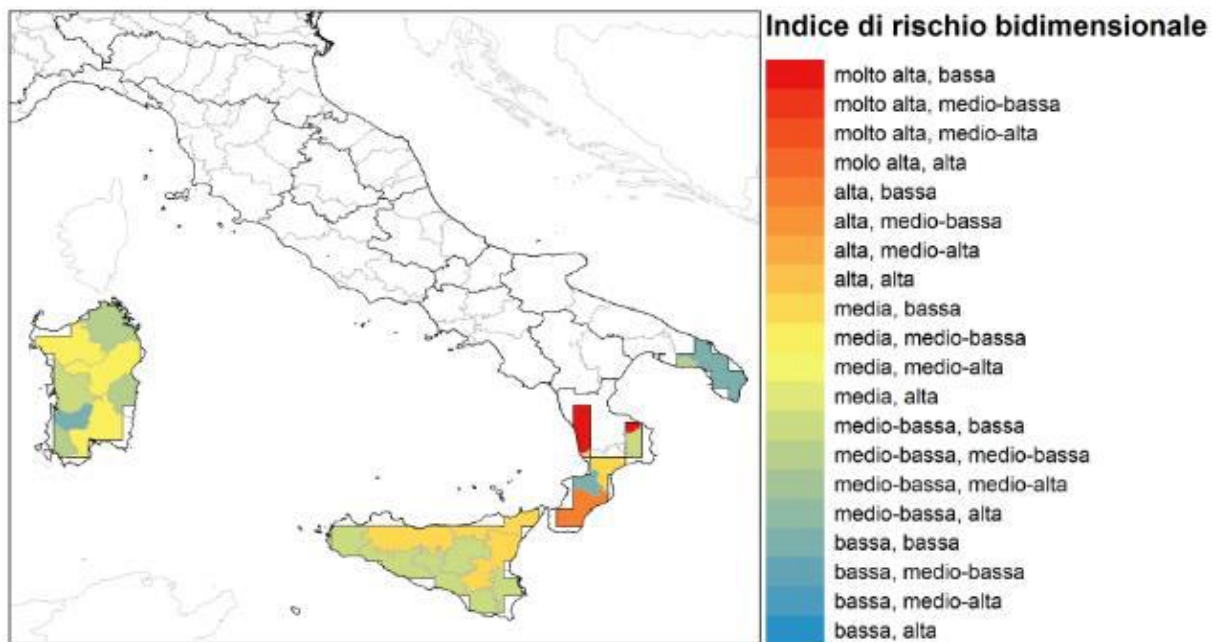 Indice di rischio bidimensionale
molto alta, bassa
molto alta, medio-bassa
molto alta, medio-alta
molo alta, alta
alta, bassa
alta, medio-bassa
alta, medio-alta
alta, alta
media, bassa
media, medio-bassa
media, medio-alta
media, alta
medio-bassa, bassa
medio-bassa, medio-bassa
medio-bassa, medio-alta
medio-bassa, alta
bassa, bassa
bassa, medio-bassa
bassa, medio-alta
bassa, alta